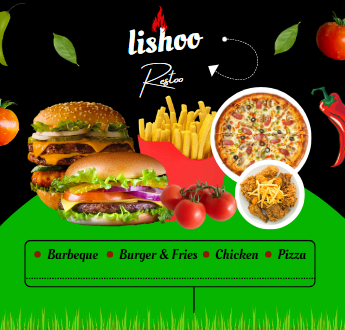 lishoo
Restoo
• Barbeque • Burger & Fries • Chicken • Pizza